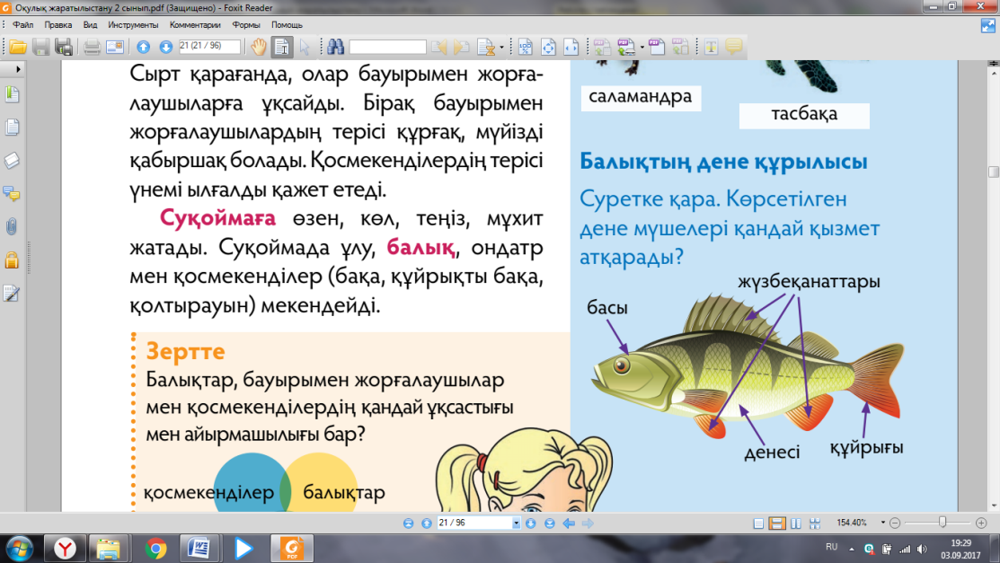 Оқулық жаратылыстану 2 сынып.pdf (Защищено) - Foxit Reader
Файл Правка Вид Инструменты Комментарии Формы Помощь
21 (21 / 96)
Сырт қарағанда, олар бауырымен жорға-
лаушыларға ұқсайды. Бірақ бауырымен
жорғалаушылардың терісі құрғақ, мүйізді
қабыршақ болады. Қосмекенділердің терісі
үнемі ылғалды қажет етеді.
Суқоймаға өзен, көл, теңіз, мұхит
жатады. Суқоймада ұлу, балық, ондатр
мен қосмекенділер (бақа, құйрықты бақа,
қолтырауын) мекендейді.
Зертте
Балықтар, бауырымен жорғалаушылар
мен қосмекенділердің қандай ұқсастығы
мен айырмашылығы бар?
қосмекенділер балықтар
саламандра
тасбақа
Балықтың дене құрылысы
Суретке қара. Көрсетілген
дене мүшелері қандай қызмет
атқарады?
жүзбеқанаттары
басы
денесі
құйрығы
21 / 96
154.40%
RU
19:29
03.09.2017